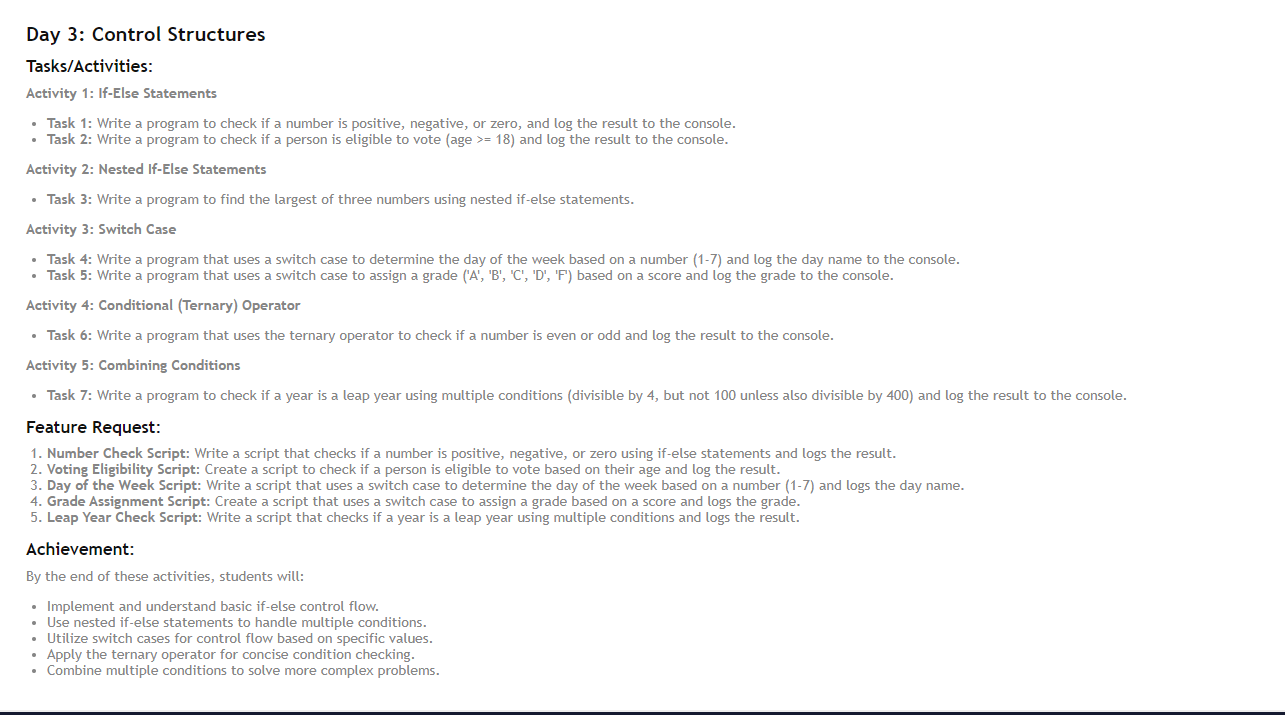 Day 3: Control Structures
Tasks/Activities:
Activity 1: If-Else Statements
• Task 1: Write a program to check if a number is positive, negative, or zero, and log the result to the console.
• Task 2: Write a program to check if a person is eligible to vote (age >= 18) and log the result to the console.
Activity 2: Nested If-Else Statements
• Task 3: Write a program to find the largest of three numbers using nested if-else statements.
Activity 3: Switch Case
• Task 4: Write a program that uses a switch case to determine the day of the week based on a number (1-7) and log the day name to the console.
• Task 5: Write a program that uses a switch case to assign a grade ('A', 'B', 'C', 'D', 'F') based on a score and log the grade to the console.
Activity 4: Conditional (Ternary) Operator
• Task 6: Write a program that uses the ternary operator to check if a number is even or odd and log the result to the console.
Activity 5: Combining Conditions
• Task 7: Write a program to check if a year is a leap year using multiple conditions (divisible by 4, but not 100 unless also divisible by 400) and log the result to the console.
Feature Request:
1. Number Check Script: Write a script that checks if a number is positive, negative, or zero using if-else statements and logs the result.
2. Voting Eligibility Script: Create a script to check if a person is eligible to vote based on their age and log the result.
3. Day of the Week Script: Write a script that uses a switch case to determine the day of the week based on a number (1-7) and logs the day name.
4. Grade Assignment Script: Create a script that uses a switch case to assign a grade based on a score and logs the grade.
5. Leap Year Check Script: Write a script that checks if a year is a leap year using multiple conditions and logs the result.
Achievement:
By the end of these activities, students will:
• Implement and understand basic if-else control flow.
• Use nested if-else statements to handle multiple conditions.
• Utilize switch cases for control flow based on specific values.
• Apply the ternary operator for concise condition checking.
• Combine multiple conditions to solve more complex problems.